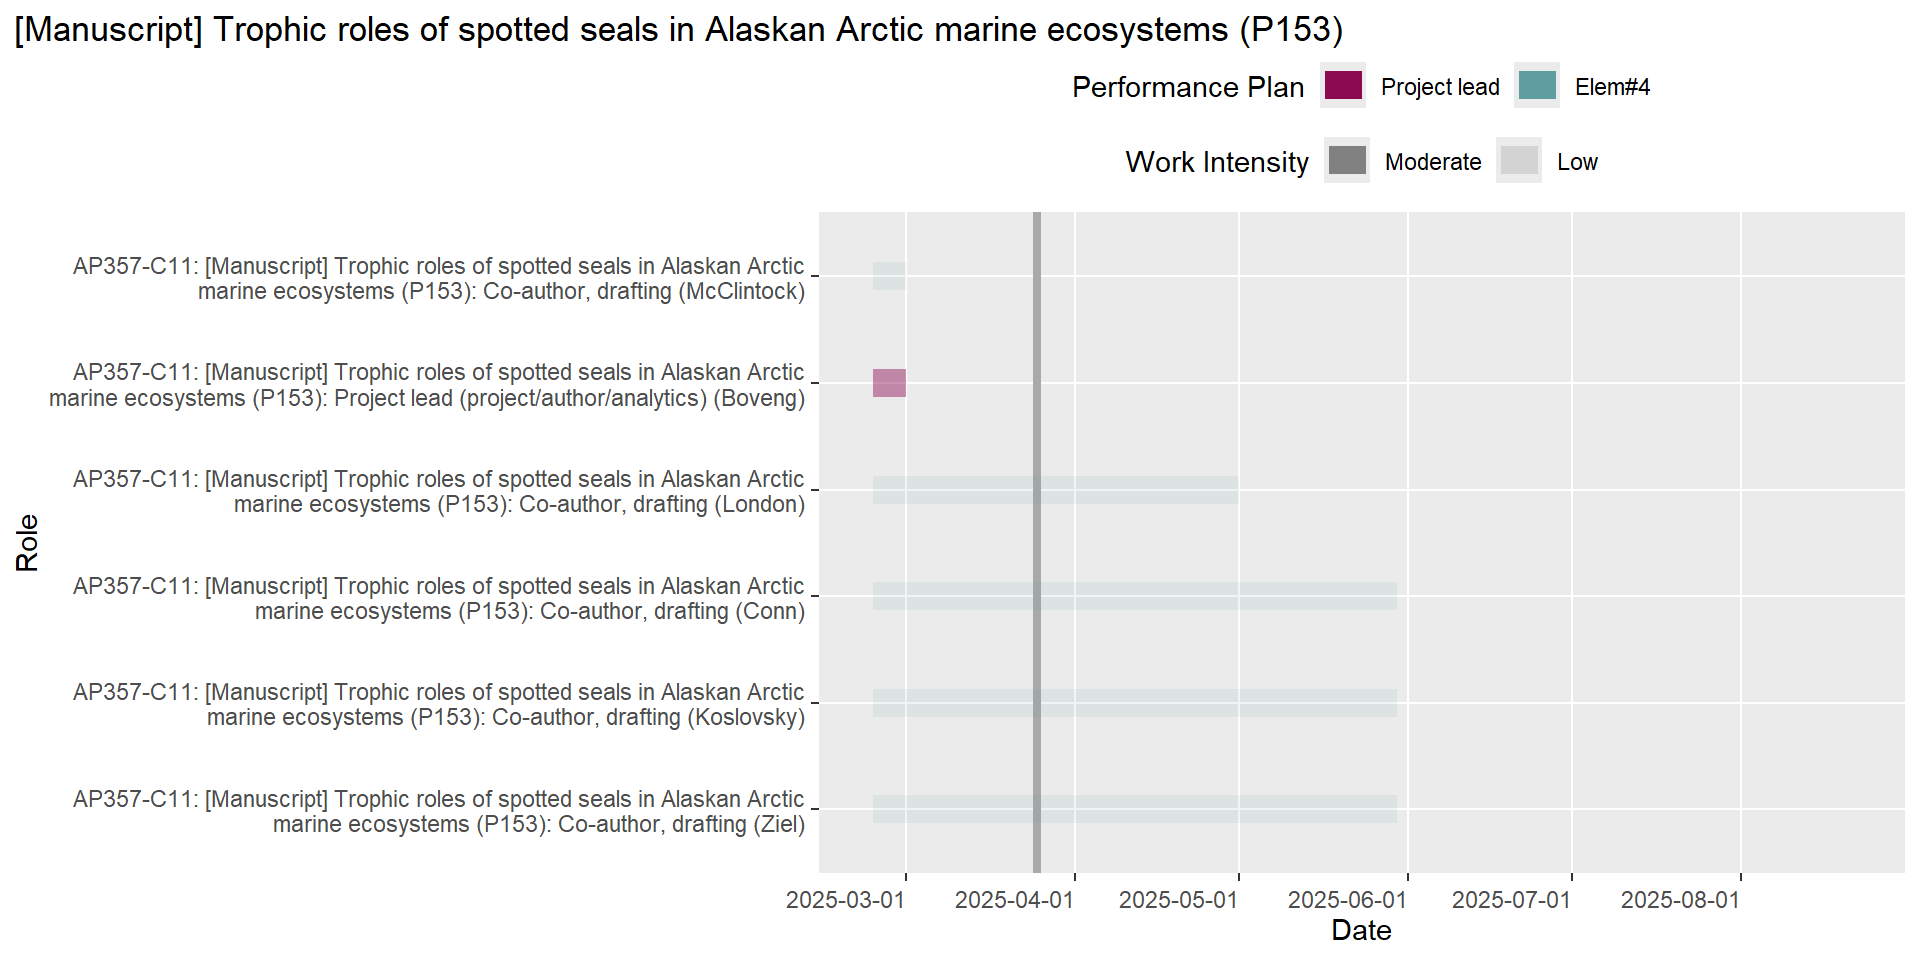 [Manuscript] Trophic roles of spotted seals in Alaskan Arctic marine ecosystems (P153)
Performance Plan Project lead Elem#4
Work Intensity Moderate Low
AP357-C11: [Manuscript] Trophic roles of spotted seals in Alaskan Arctic
marine ecosystems (P153): Co-author, drafting (McClintock)
AP357-C11: [Manuscript] Trophic roles of spotted seals in Alaskan Arctic
marine ecosystems (P153): Project lead (project/author/analytics) (Boveng)
AP357-C11: [Manuscript] Trophic roles of spotted seals in Alaskan Arctic
marine ecosystems (P153): Co-author, drafting (London)
AP357-C11: [Manuscript] Trophic roles of spotted seals in Alaskan Arctic
marine ecosystems (P153): Co-author, drafting (Conn)
AP357-C11: [Manuscript] Trophic roles of spotted seals in Alaskan Arctic
marine ecosystems (P153): Co-author, drafting (Koslovsky)
AP357-C11: [Manuscript] Trophic roles of spotted seals in Alaskan Arctic
marine ecosystems (P153): Co-author, drafting (Ziel)
Role
2025-03-01 2025-04-01 2025-05-01 2025-06-01 2025-07-01 2025-08-01
Date